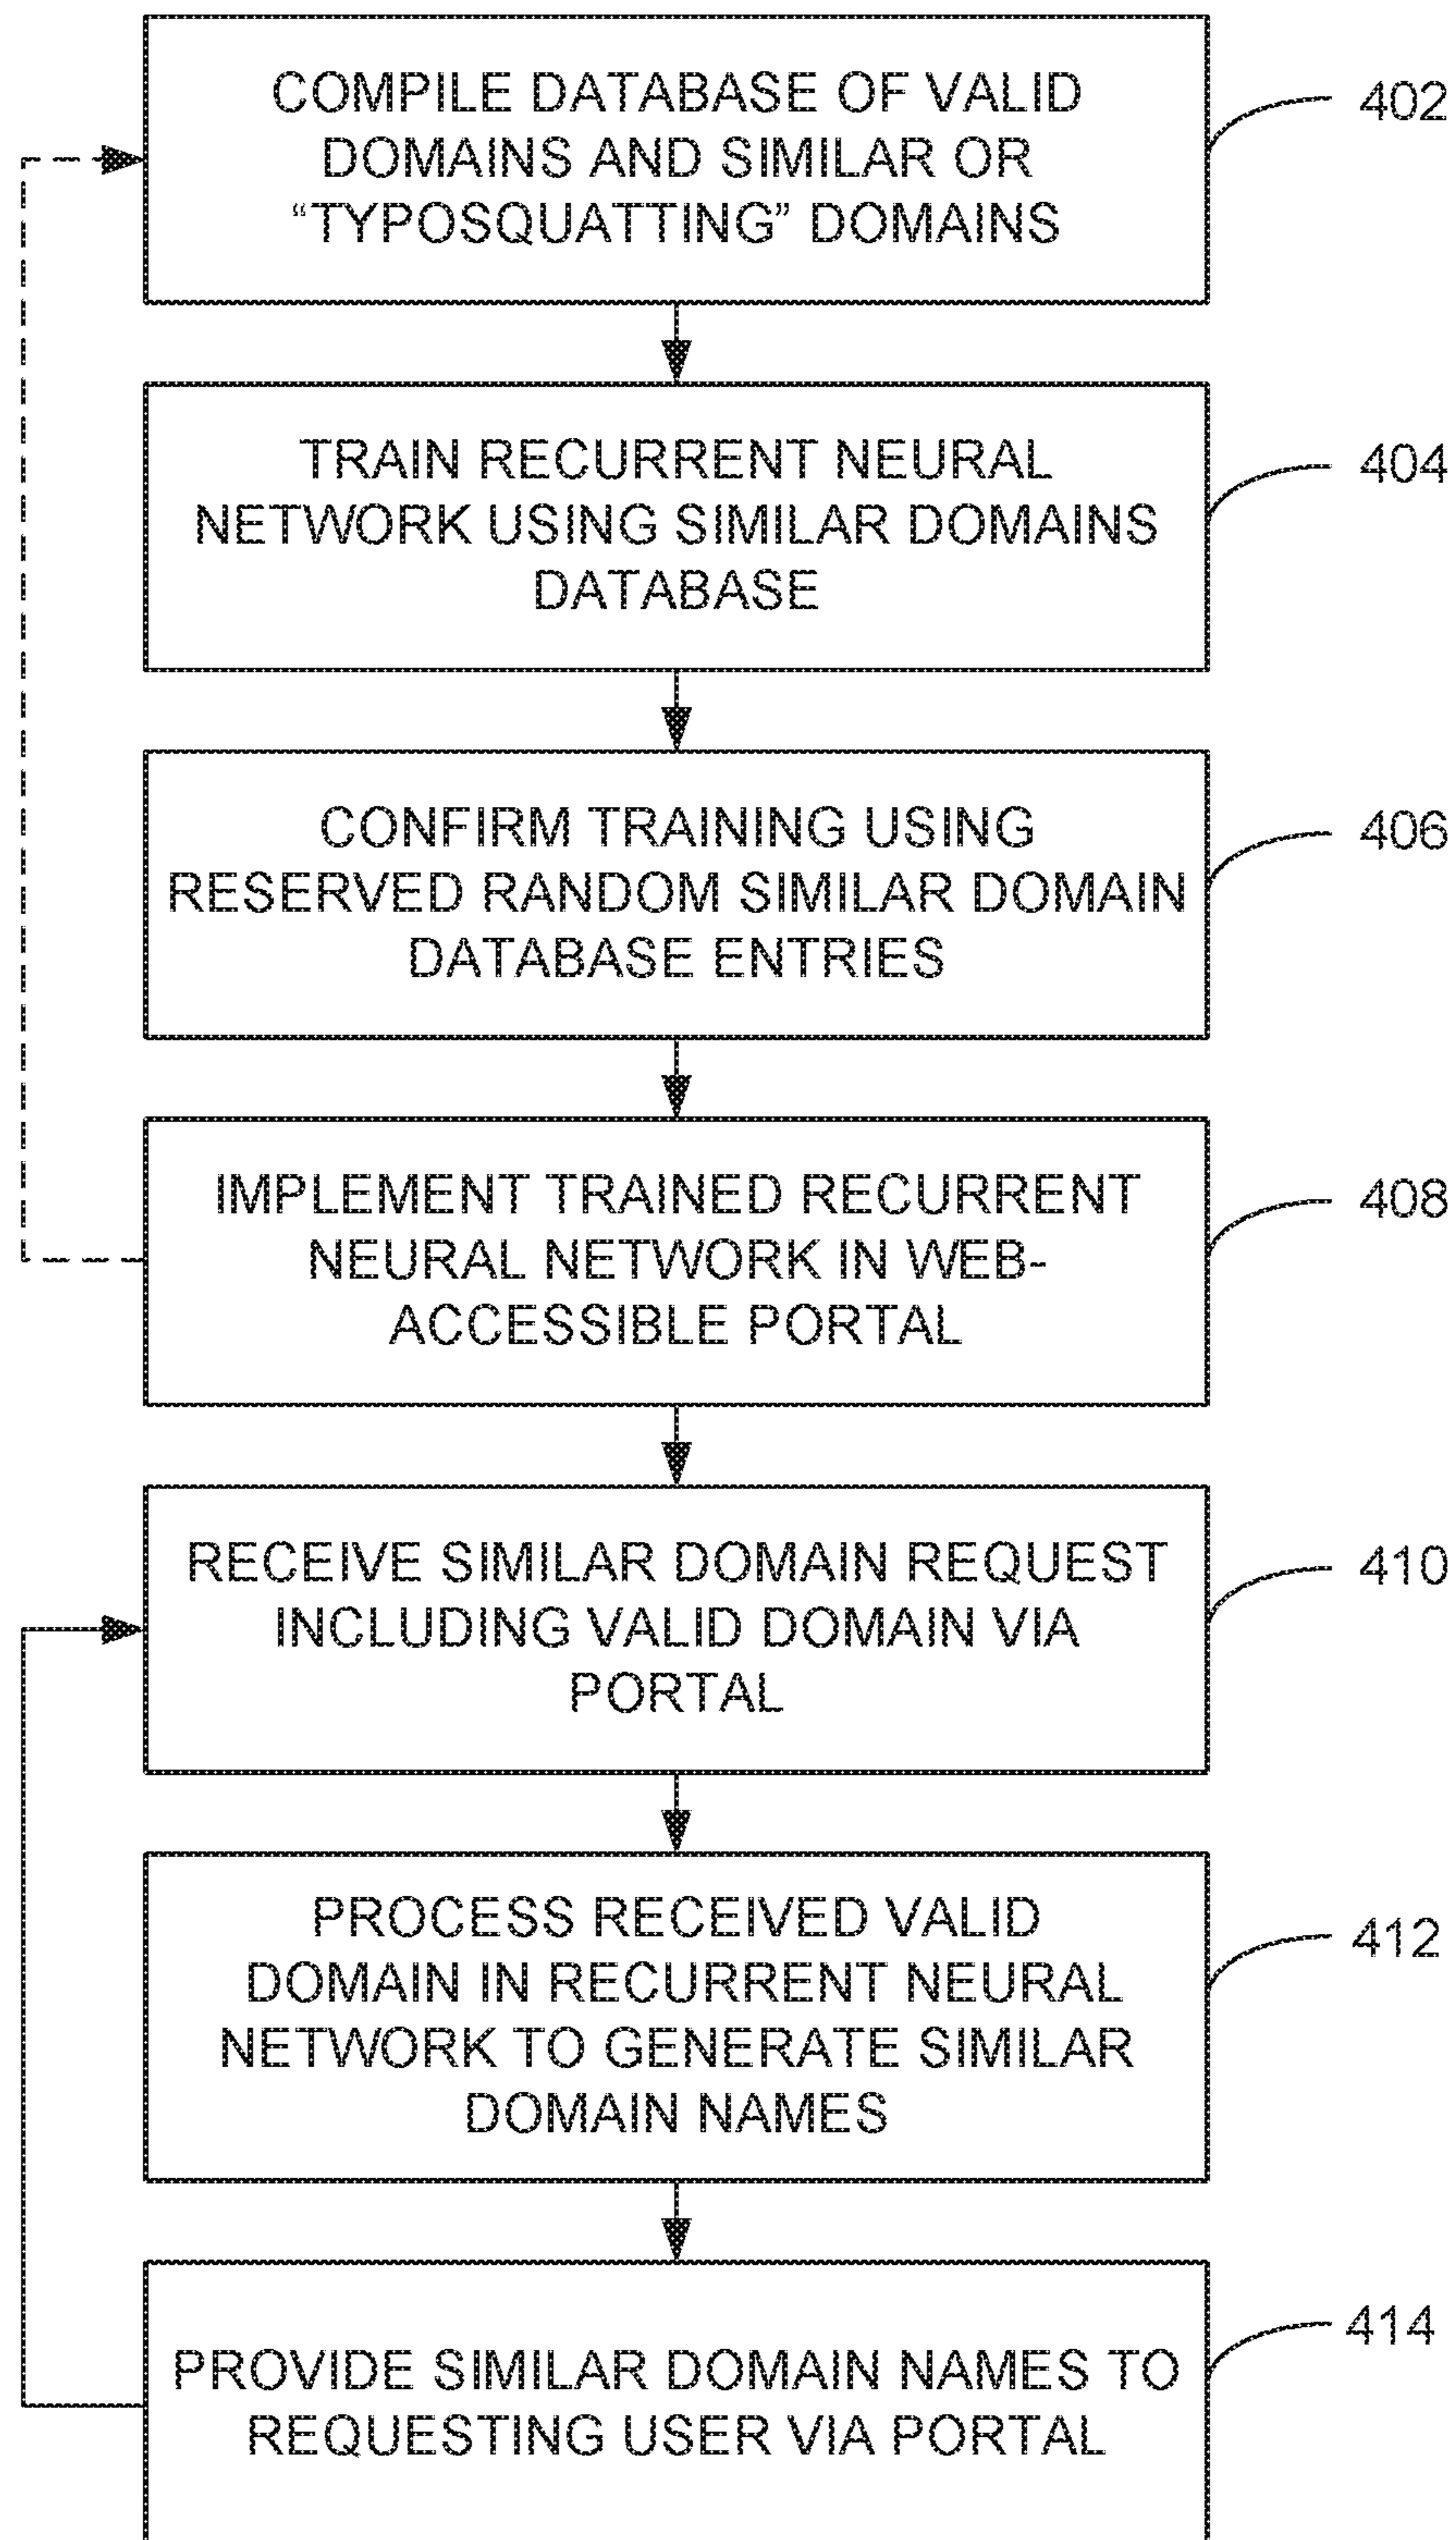 COMPILE DATABASE OF VALID
DOMAINS AND SIMILAR OR
“TYPOSQUATTING” DOMAINS
402
TRAIN RECURRENT NEURAL
NETWORK USING SIMILAR DOMAINS
DATABASE
404
CONFIRM TRAINING USING
RESERVED RANDOM SIMILAR DOMAIN
DATABASE ENTRIES
406
IMPLEMENT TRAINED RECURRENT
NEURAL NETWORK IN WEB-
ACCESSIBLE PORTAL
408
RECEIVE SIMILAR DOMAIN REQUEST
INCLUDING VALID DOMAIN VIA
PORTAL
410
PROCESS RECEIVED VALID
DOMAIN IN RECURRENT NEURAL
NETWORK TO GENERATE SIMILAR
DOMAIN NAMES
412
PROVIDE SIMILAR DOMAIN NAMES TO
REQUESTING USER VIA PORTAL
414